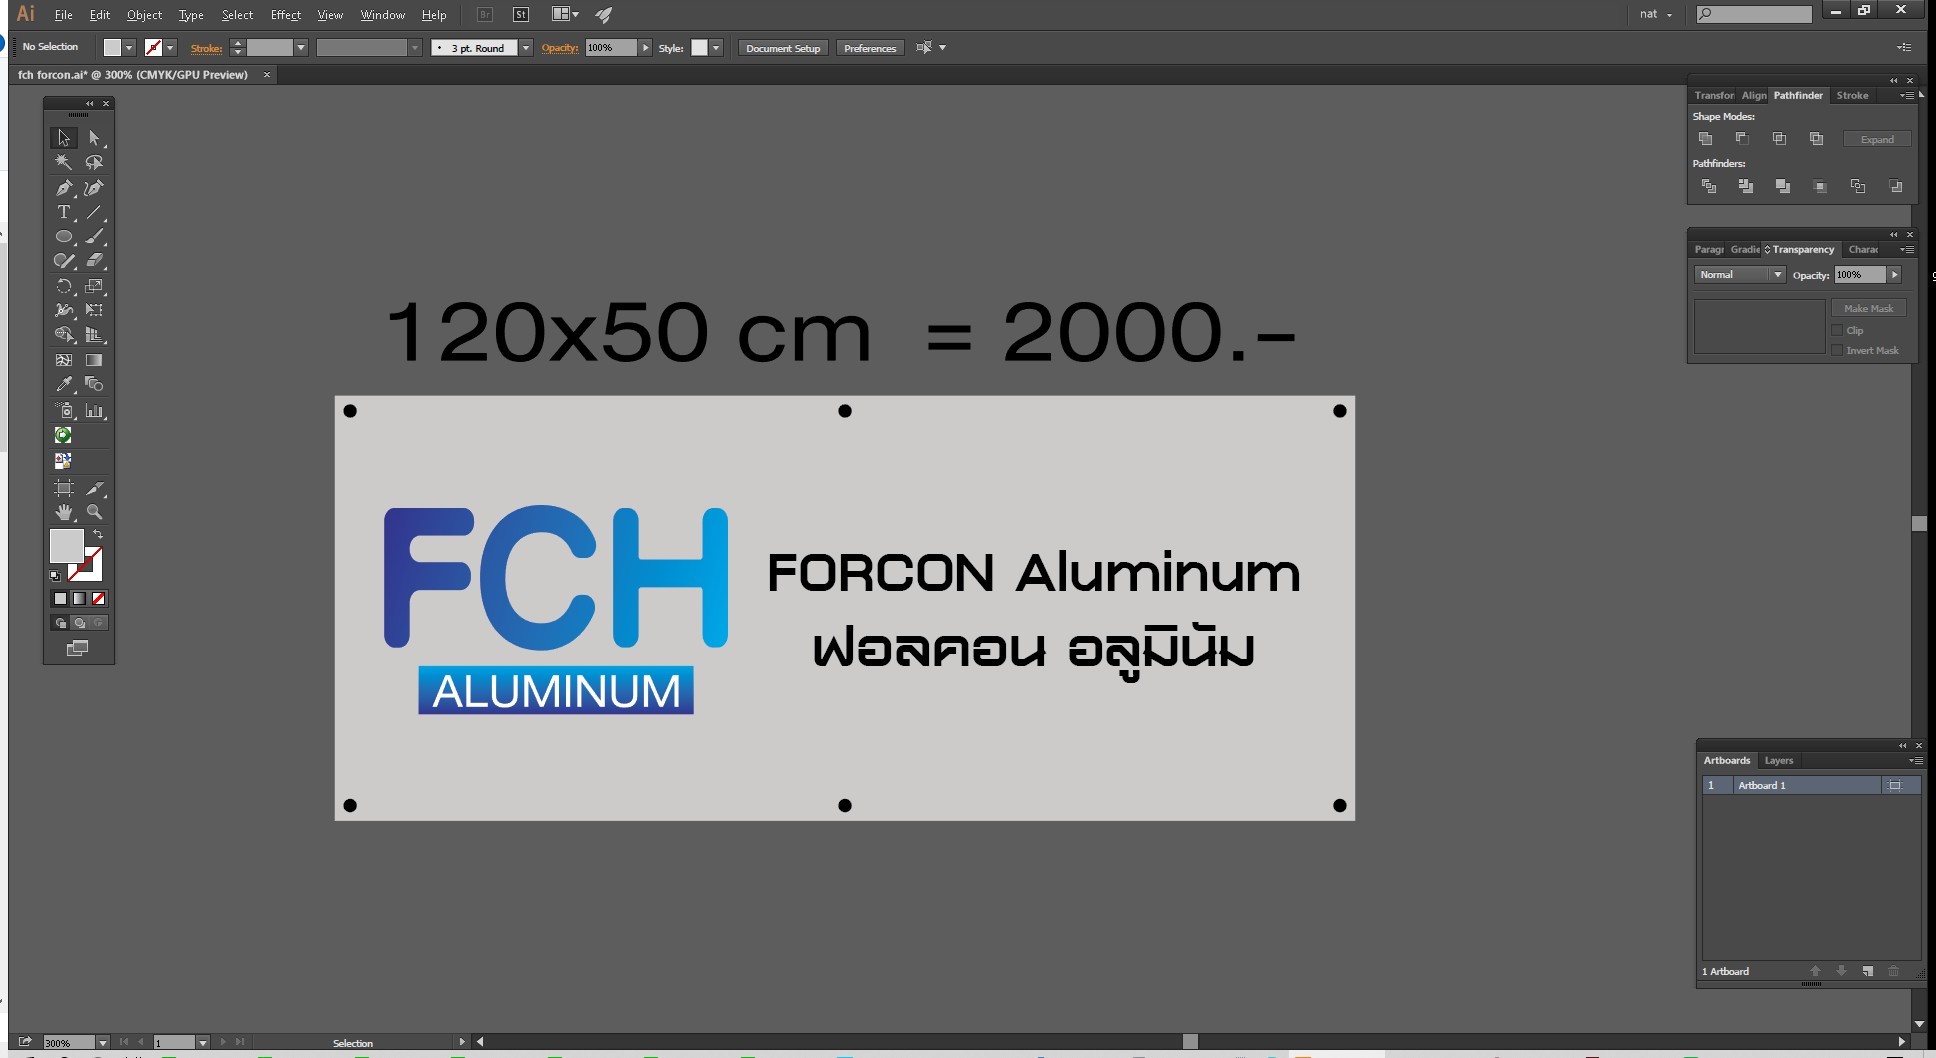 Ai File Edit Object Type Select Effect View Window Help Br St nat
No Selection Stroke: 3 pt. Round Opacity: 100% Style: Document Setup Preferences
fch forcon.ai* @ 300% (CMYK/GPU Preview)
Transfor Align Pathfinder Stroke
Shape Modes:
Expand
Pathfinders:
Paragr Gradie Transparency Charac
Normal Opacity: 100%
Make Mask
Clip
Invert Mask
120x50 cm = 2000.-
FCH
ALUMINUM
FORCON Aluminum
ฟอลคอน อลูมินั่ม
Artboards Layers
1 Artboard 1
1 Artboard
300% 1 Selection